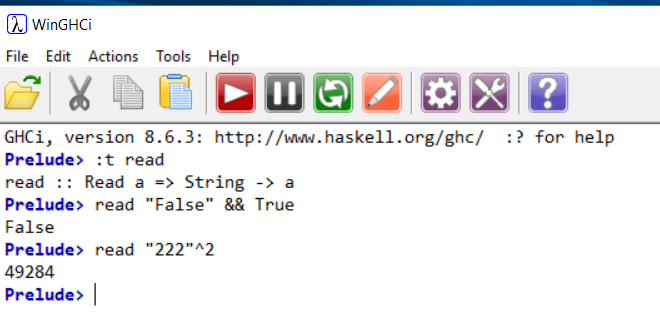 λ WinGHCi
File Edit Actions Tools Help
?
GHCi, version 8.6.3: http://www.haskell.org/ghc/  :? for help
Prelude> :t read
read :: Read a => String -> a
Prelude> read "False" && True
False
Prelude> read "222"^2
49284
Prelude>